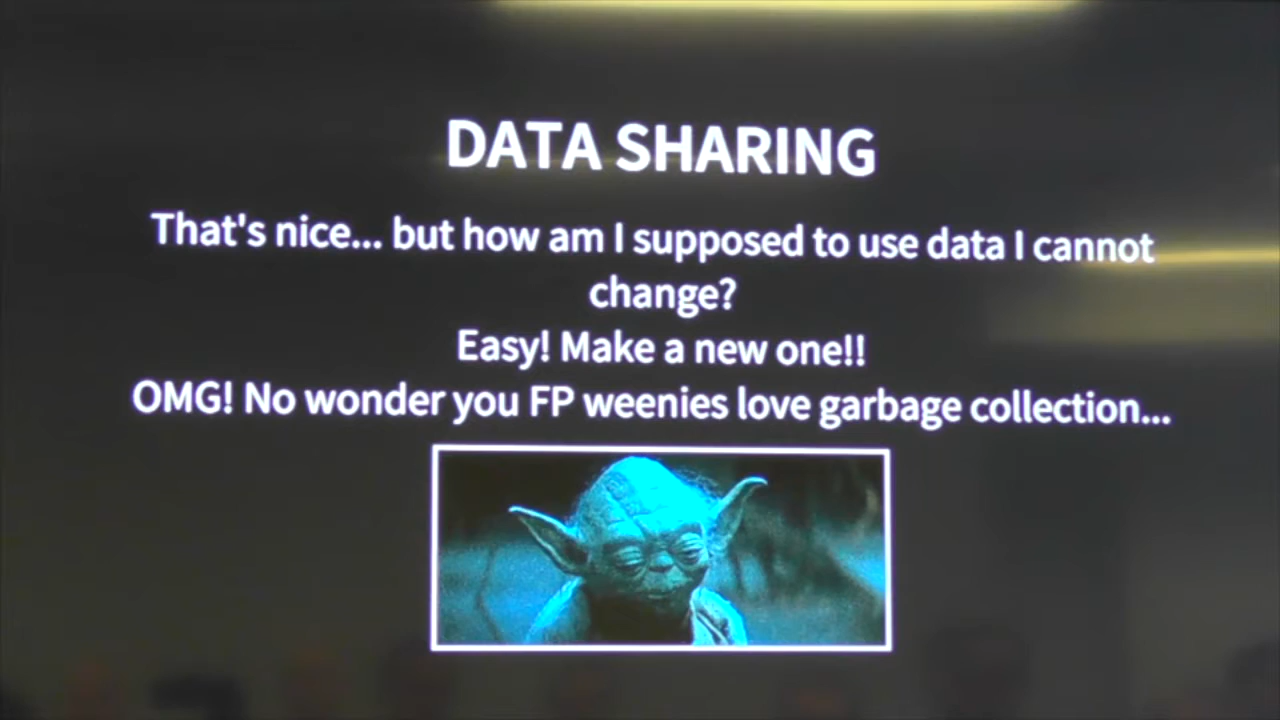 DATA SHARING
That's nice... but how am I supposed to use data I cannot
change?
Easy! Make a new one!!
OMG! No wonder you FP weenies love garbage collection...